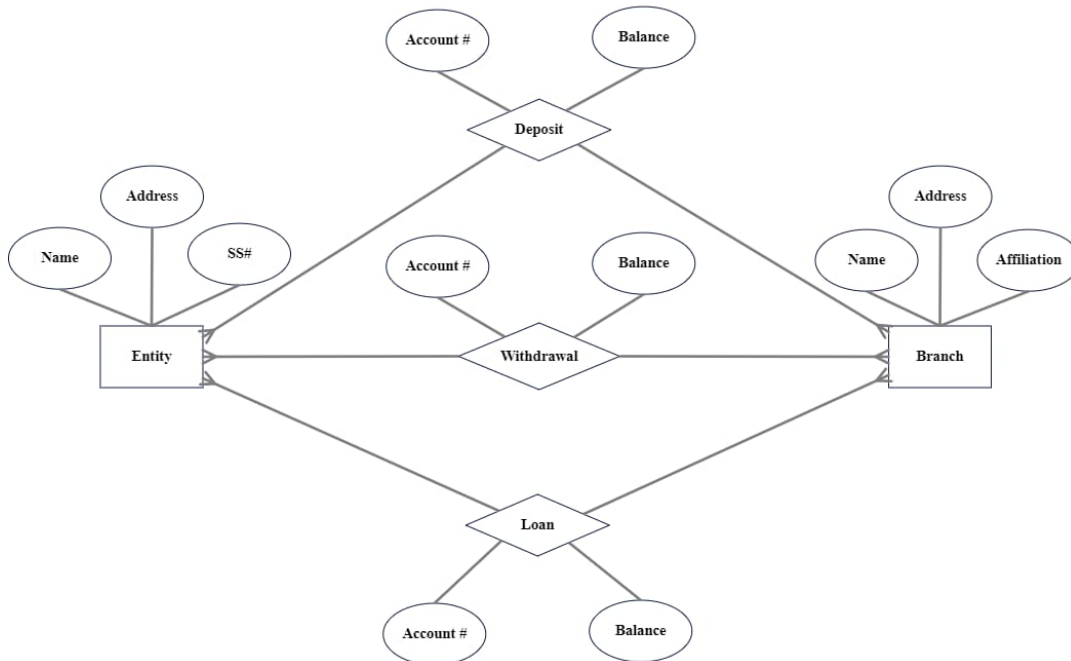 Account #
Balance
Deposit
Address
Name
SS#
Entity
Account #
Balance
Withdrawal
Address
Name
Affiliation
Branch
Loan
Account #
Balance